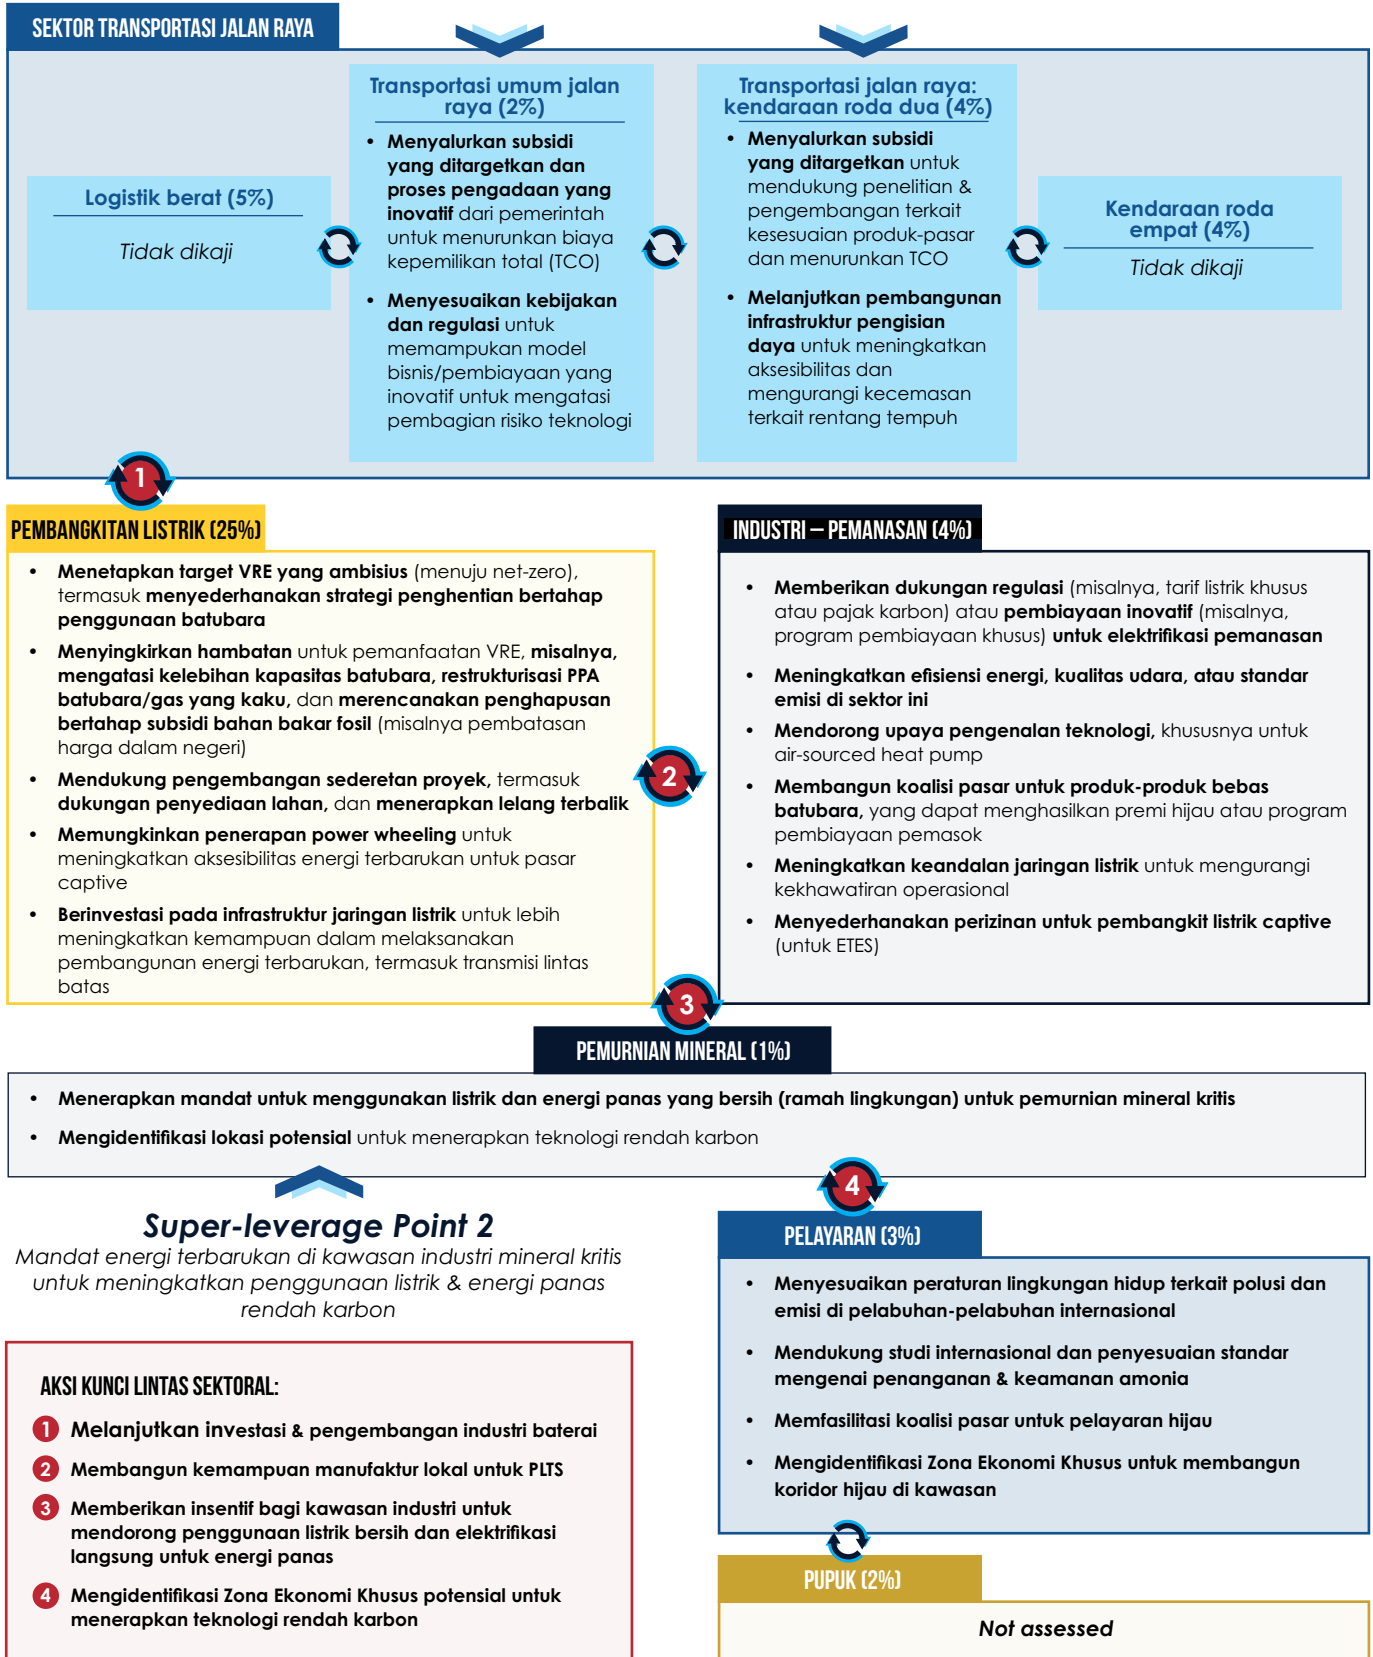 SEKTOR TRANSPORTASI JALAN RAYA
Logistik berat (5%)
Tidak dikaji
Transportasi umum jalan
raya (2%)
• Menyalurkan subsidi
yang ditargetkan dan
proses pengadaan yang
inovatif dari pemerintah
untuk menurunkan biaya
kepemilikan total (TCO)
• Menyesuaikan kebijakan
dan regulasi untuk
memampukan model
bisnis/pembiayaan yang
inovatif untuk mengatasi
pembagian risiko teknologi
Transportasi jalan raya:
kendaraan roda dua (4%)
• Menyalurkan subsidi
yang ditargetkan untuk
mendukung penelitian &
pengembangan terkait
kesesuaian produk-pasar
dan menurunkan TCO
• Melanjutkan pembangunan
infrastruktur pengisian
daya untuk meningkatkan
aksesibilitas dan
mengurangi kecemasan
terkait rentang tempuh
Kendaraan roda
empat (4%)
Tidak dikaji
1
PEMBANGKITAN LISTRIK (25%)
• Menetapkan target VRE yang ambisius (menuju net-zero),
termasuk menyederhanakan strategi penghentian bertahap
penggunaan batubara
• Menyingkirkan hambatan untuk pemanfaatan VRE, misalnya,
mengatasi kelebihan kapasitas batubara, restrukturisasi PPA
batubara/gas yang kaku, dan merencanakan penghapusan
bertahap subsidi bahan bakar fosil (misalnya pembatasan
harga dalam negeri)
• Mendukung pengembangan sederetan proyek, termasuk
dukungan penyediaan lahan, dan menerapkan lelang terbalik
• Memungkinkan penerapan power wheeling untuk
meningkatkan aksesibilitas energi terbarukan untuk pasar
captive
• Berinvestasi pada infrastruktur jaringan listrik untuk lebih
meningkatkan kemampuan dalam melaksanakan
pembangunan energi terbarukan, termasuk transmisi lintas
batas
2
INDUSTRI – PEMANASAN (4%)
• Memberikan dukungan regulasi (misalnya, tarif listrik khusus
atau pajak karbon) atau pembiayaan inovatif (misalnya,
program pembiayaan khusus) untuk elektrifikasi pemanasan
• Meningkatkan efisiensi energi, kualitas udara, atau standar
emisi di sektor ini
• Mendorong upaya pengenalan teknologi, khususnya untuk
air-sourced heat pump
• Membangun koalisi pasar untuk produk-produk bebas
batubara, yang dapat menghasilkan premi hijau atau program
pembiayaan pemasok
• Meningkatkan keandalan jaringan listrik untuk mengurangi
kekhawatiran operasional
• Menyederhanakan perizinan untuk pembangkit listrik captive
(untuk ETES)
3
PEMURNIAN MINERAL (1%)
• Menerapkan mandat untuk menggunakan listrik dan energi panas yang bersih (ramah lingkungan) untuk pemurnian mineral kritis
• Mengidentifikasi lokasi potensial untuk menerapkan teknologi rendah karbon
4
Super-leverage Point 2
Mandat energi terbarukan di kawasan industri mineral kritis
untuk meningkatkan penggunaan listrik & energi panas
rendah karbon
AKSI KUNCI LINTAS SEKTORAL:
1 Melanjutkan investasi & pengembangan industri baterai
2 Membangun kemampuan manufaktur lokal untuk PLTS
3 Memberikan insentif bagi kawasan industri untuk
mendorong penggunaan listrik bersih dan elektrifikasi
langsung untuk energi panas
4 Mengidentifikasi Zona Ekonomi Khusus potensial untuk
menerapkan teknologi rendah karbon
PELAYARAN (3%)
• Menyesuaikan peraturan lingkungan hidup terkait polusi dan
emisi di pelabuhan-pelabuhan internasional
• Mendukung studi internasional dan penyesuaian standar
mengenai penanganan & keamanan amonia
• Memfasilitasi koalisi pasar untuk pelayaran hijau
• Mengidentifikasi Zona Ekonomi Khusus untuk membangun
koridor hijau di kawasan
PUPUK (2%)
Not assessed